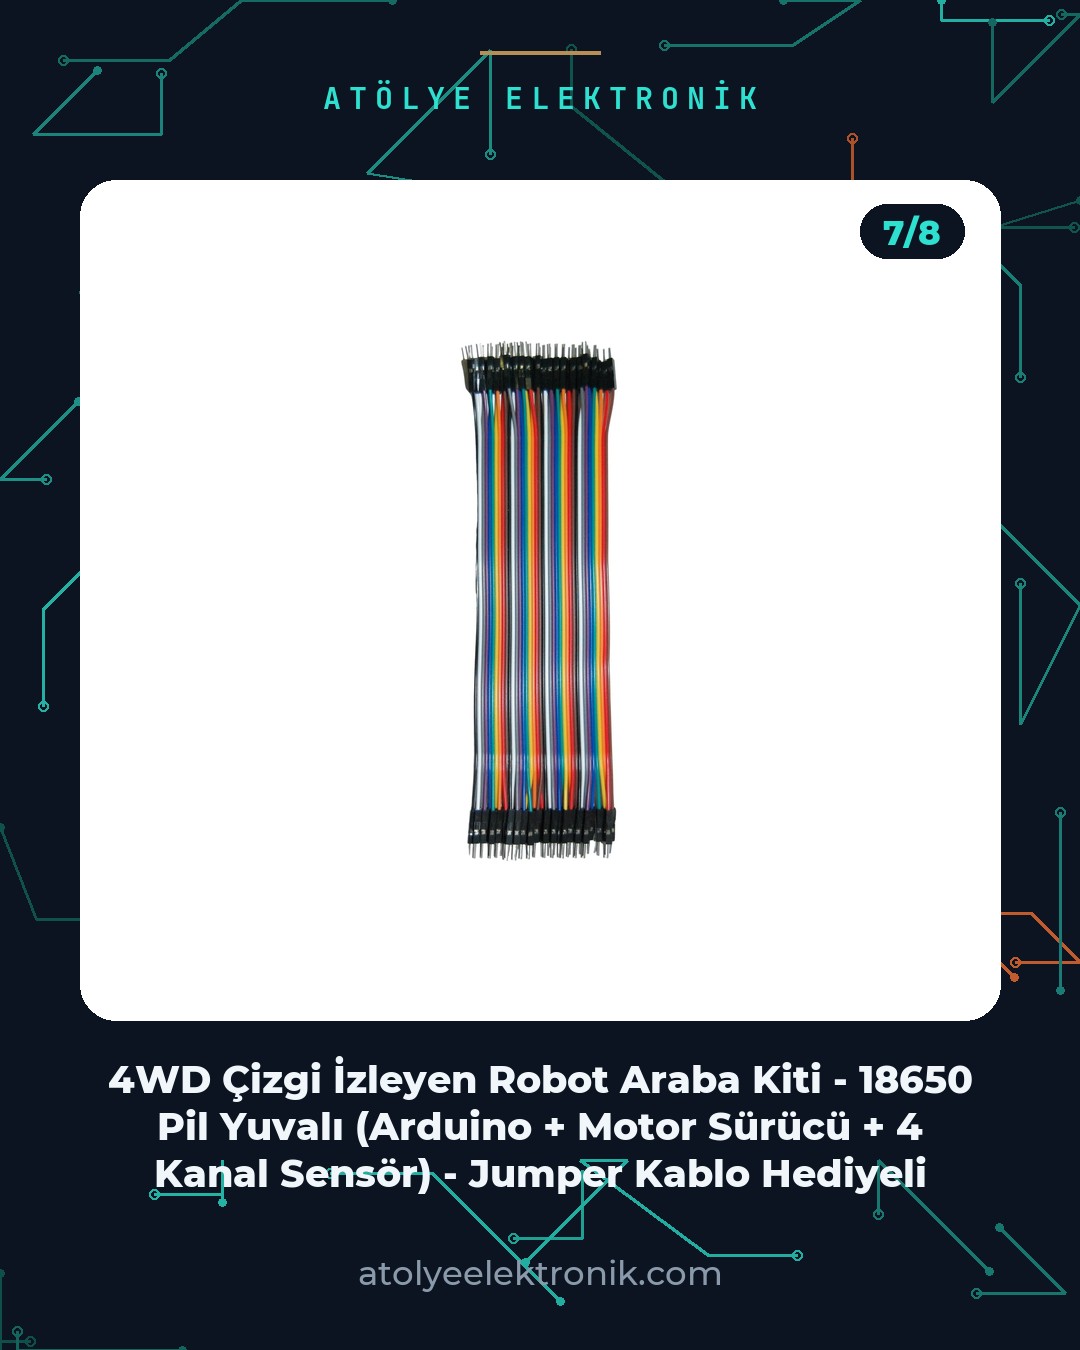 ATÖLYE ELEKTRONİK
7/8
4WD Çizgi İzleyen Robot Araba Kiti - 18650
Pil Yuvalı (Arduino + Motor Sürücü + 4
Kanal Sensör) - Jumper Kablo Hediyeli
atolyeelektronik.com